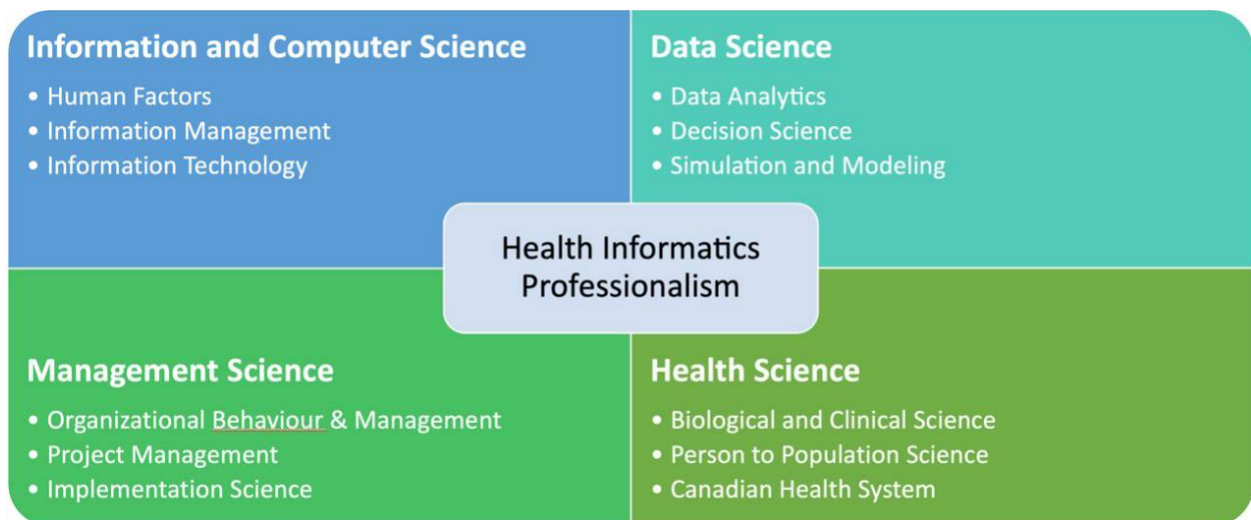 Information and Computer Science
• Human Factors
• Information Management
• Information Technology
Data Science
• Data Analytics
• Decision Science
• Simulation and Modeling
Health Informatics
Professionalism
Management Science
• Organizational Behaviour & Management
• Project Management
• Implementation Science
Health Science
• Biological and Clinical Science
• Person to Population Science
• Canadian Health System